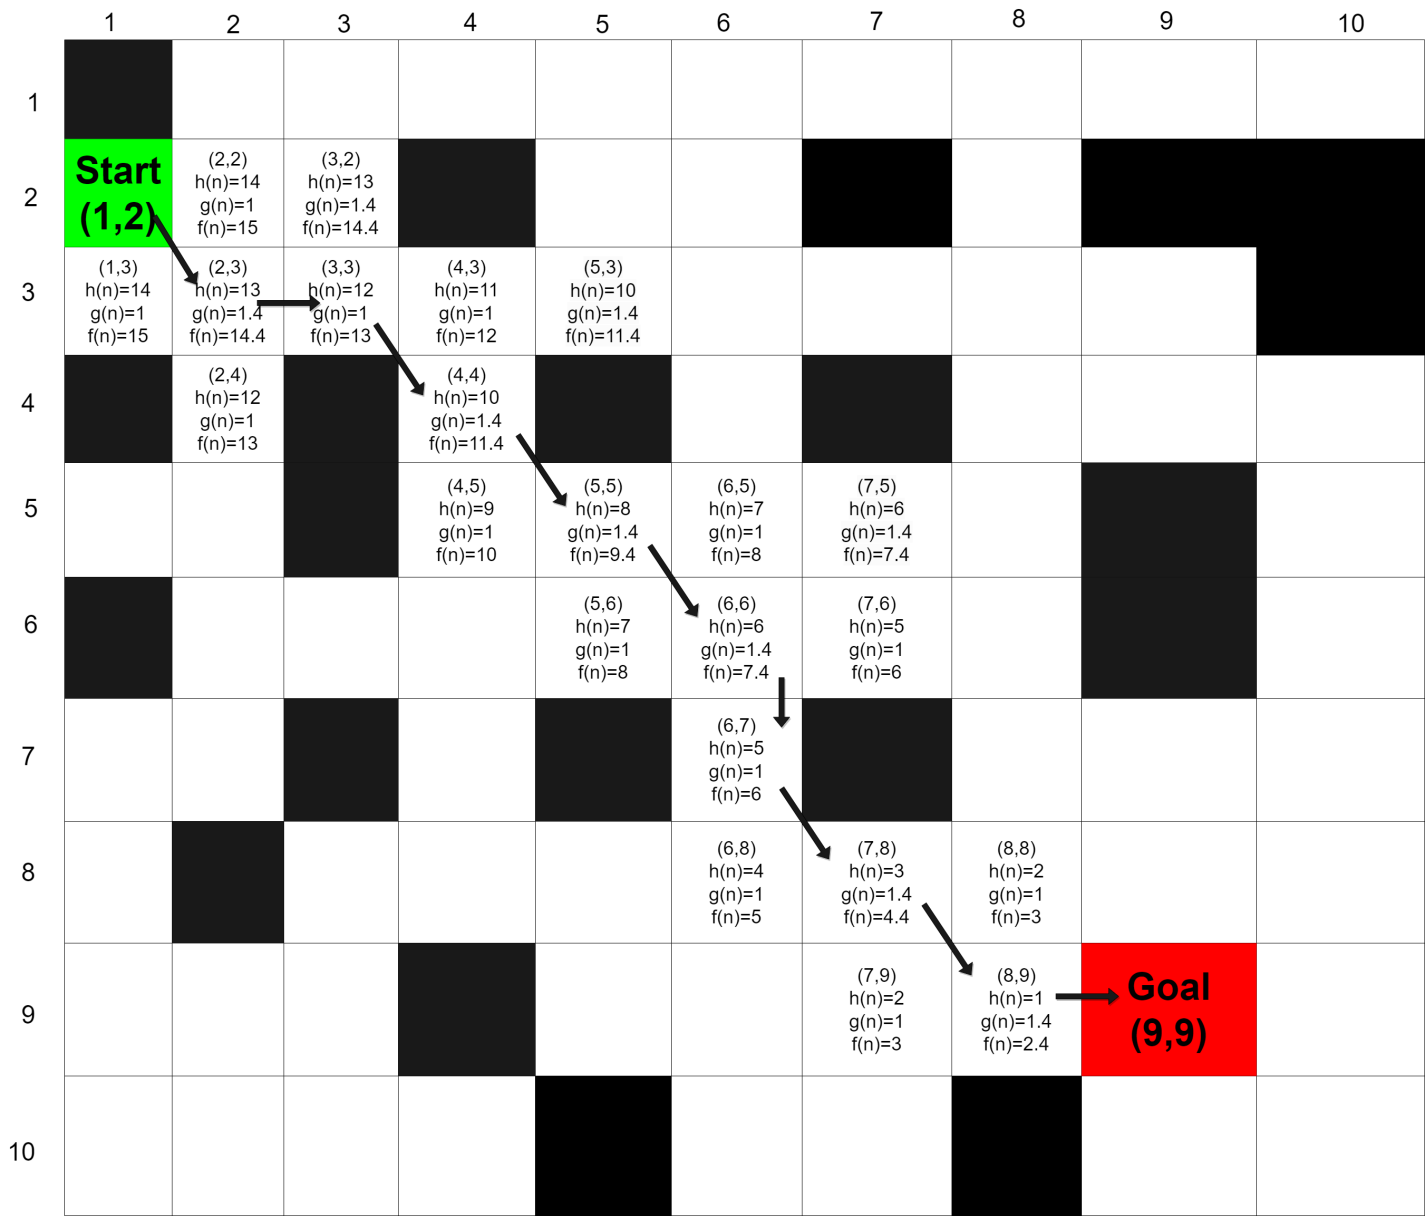 1 2 3 4 5 6 7 8 9 10
1
2
Start
(1,2)
(2,2)
h(n)=14
g(n)=1
f(n)=15
(3,2)
h(n)=13
g(n)=1.4
f(n)=14.4
3
(1,3)
h(n)=14
g(n)=1
f(n)=15
(2,3)
h(n)=13
g(n)=1.4
f(n)=14.4
(3,3)
h(n)=12
g(n)=1
f(n)=13
(4,3)
h(n)=11
g(n)=1
f(n)=12
(5,3)
h(n)=10
g(n)=1.4
f(n)=11.4
4
(2,4)
h(n)=12
g(n)=1
f(n)=13
(4,4)
h(n)=10
g(n)=1.4
f(n)=11.4
5
(4,5)
h(n)=9
g(n)=1
f(n)=10
(5,5)
h(n)=8
g(n)=1.4
f(n)=9.4
(6,5)
h(n)=7
g(n)=1
f(n)=8
(7,5)
h(n)=6
g(n)=1.4
f(n)=7.4
6
(5,6)
h(n)=7
g(n)=1
f(n)=8
(6,6)
h(n)=6
g(n)=1.4
f(n)=7.4
(7,6)
h(n)=5
g(n)=1
f(n)=6
7
(6,7)
h(n)=5
g(n)=1
f(n)=6
8
(6,8)
h(n)=4
g(n)=1
f(n)=5
(7,8)
h(n)=3
g(n)=1.4
f(n)=4.4
(8,8)
h(n)=2
g(n)=1
f(n)=3
9
(7,9)
h(n)=2
g(n)=1
f(n)=3
(8,9)
h(n)=1
g(n)=1.4
f(n)=2.4
Goal
(9,9)
10